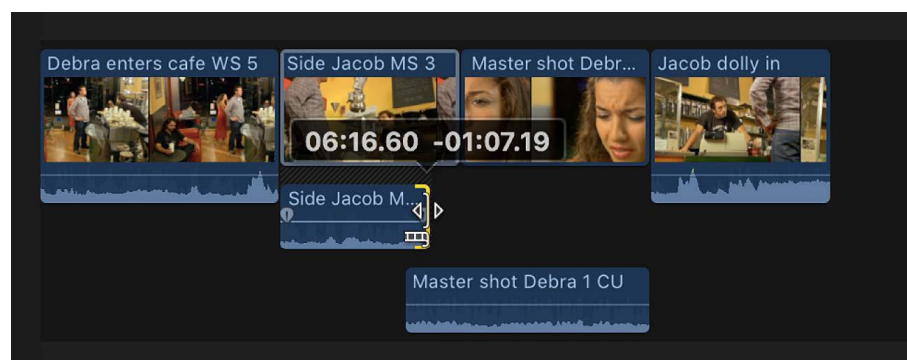 Debra enters cafe WS 5
Side Jacob MS 3
Master shot Debr...
Jacob dolly in
06:16.60 -01:07.19
Side Jacob M...
Master shot Debra 1 CU